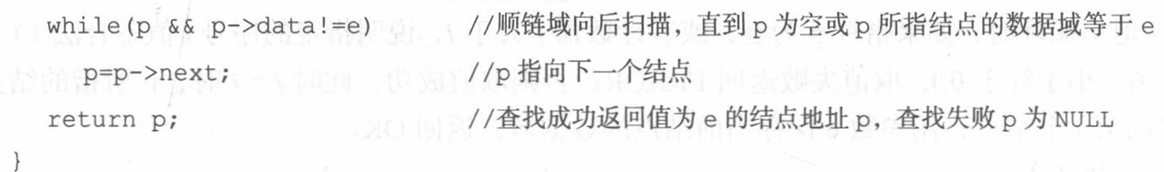 while(p && p->data!=e) //顺链域向后扫描，直到p为空或p所指结点的数据域等于e
p=p->next; //p指向下一个结点
return p; //查找成功返回值为e的结点地址p，查找失败p为NULL
}